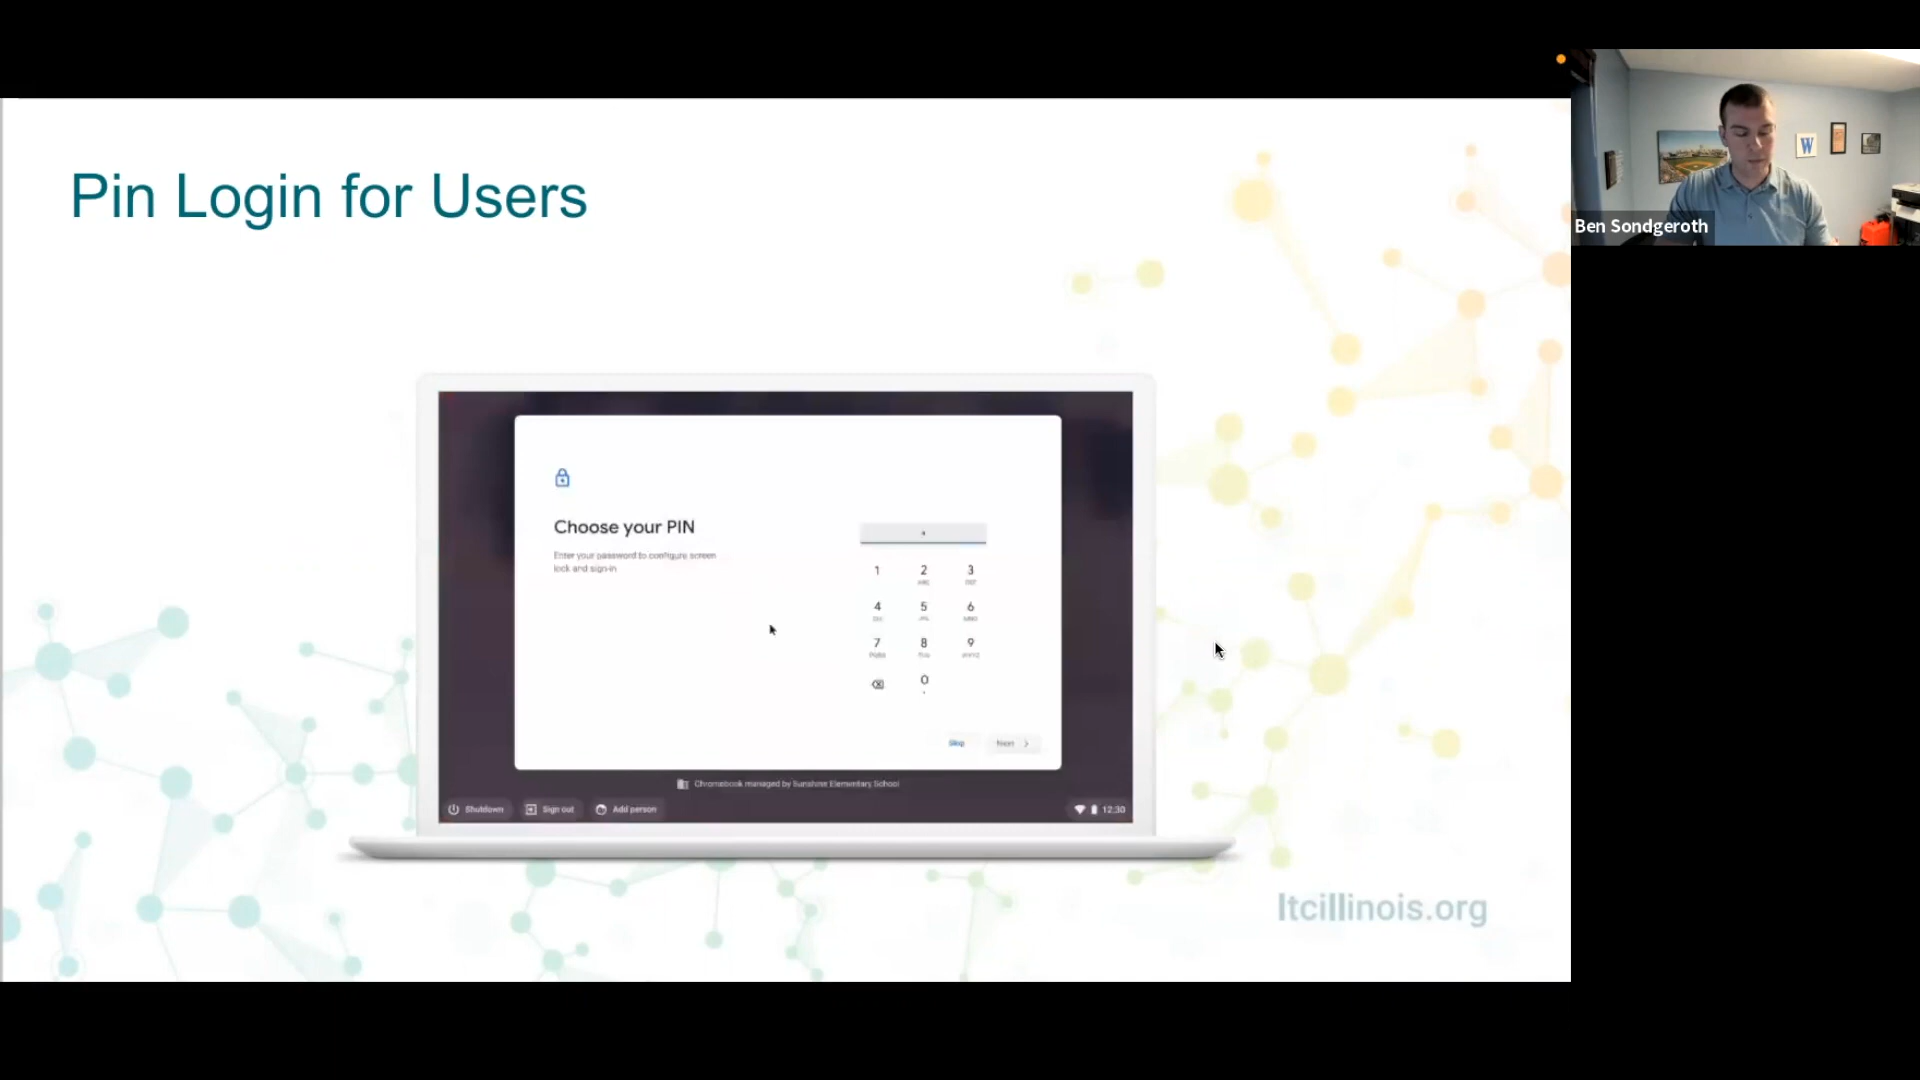 Pin Login for Users
W
Ben Sondgeroth
Choose your PIN
Enter your password to configure screen
lock and sign-in
1 2 3
4 5 6
7 8 9
0
Skip Next
Chromebook managed by Sunshine Elementary School
Shutdown Sign out Add person 12:30
ltcillinois.org